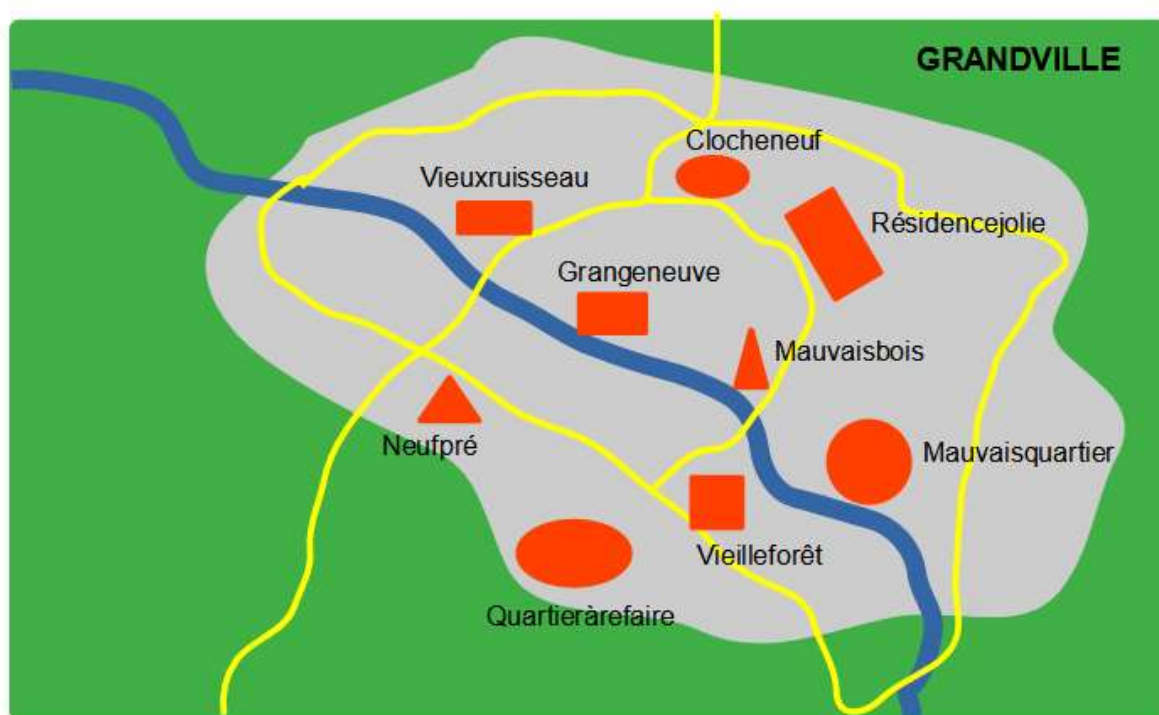 GRANDVILLE
Clocheneuf
Vieuxruisseau
Résidencejolie
Grangeneuve
Mauvaisbois
Neufpré
Mauvaisquartier
Vieilleforêt
Quartieràrefaire